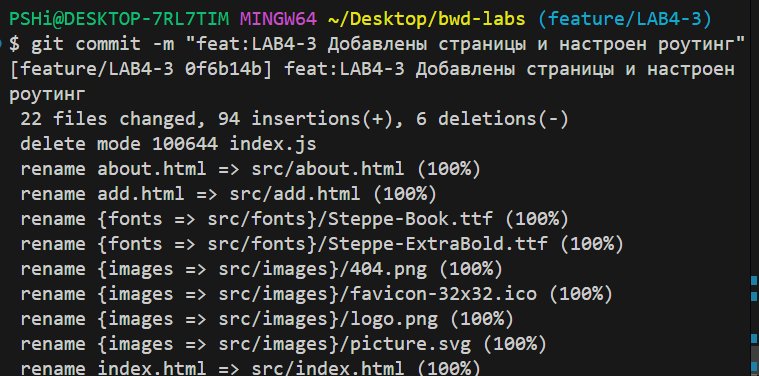 PSHi@DESKTOP-7RL7TIM MINGW64 ~/Desktop/bwd-labs (feature/LAB4-3)
$ git commit -m "feat:LAB4-3 Добавлены страницы и настроен роутинг"
[feature/LAB4-3 0f6b14b] feat:LAB4-3 Добавлены страницы и настроен
роутинг
22 files changed, 94 insertions(+), 6 deletions(-)
delete mode 100644 index.js
rename about.html => src/about.html (100%)
rename add.html => src/add.html (100%)
rename {fonts => src/fonts}/Steppe-Book.ttf (100%)
rename {fonts => src/fonts}/Steppe-ExtraBold.ttf (100%)
rename {images => src/images}/404.png (100%)
rename {images => src/images}/favicon-32x32.ico (100%)
rename {images => src/images}/logo.png (100%)
rename {images => src/images}/picture.svg (100%)
rename index.html => src/index.html (100%)